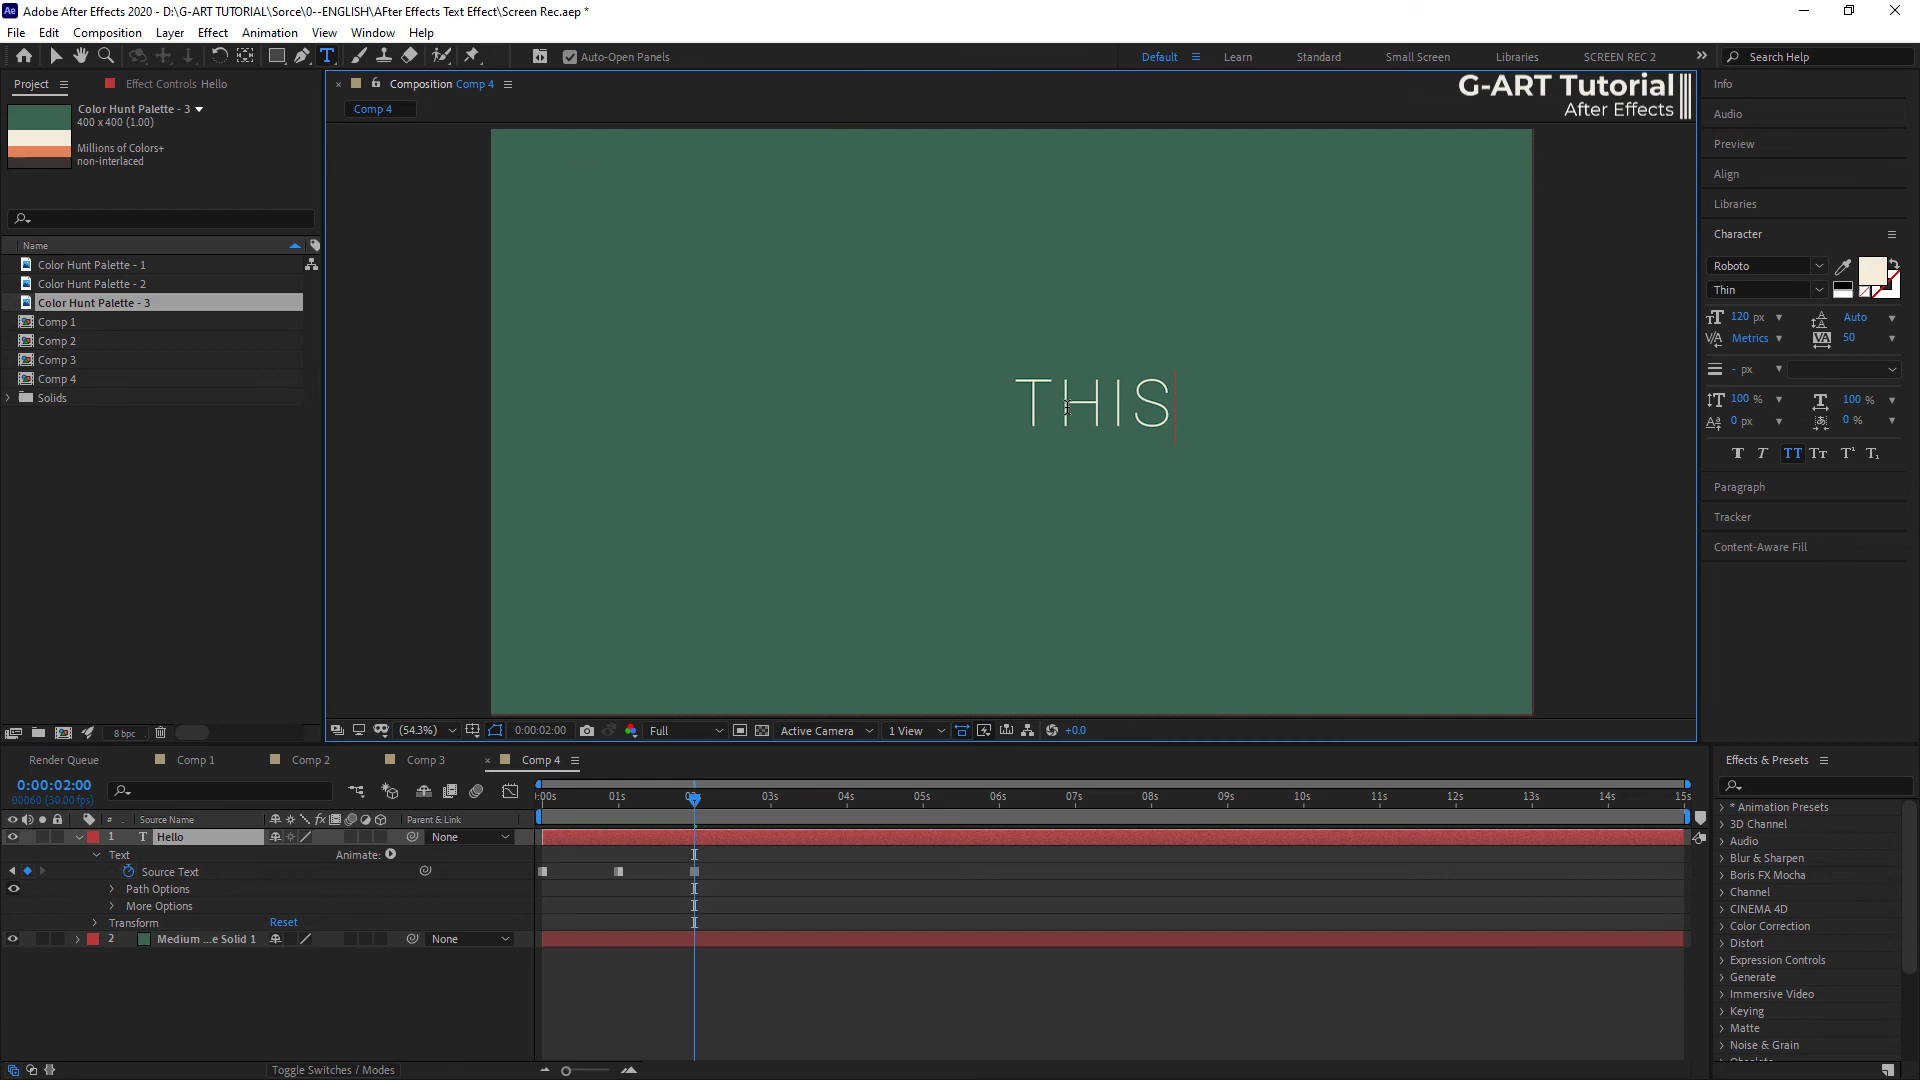 Adobe After Effects 2020 - D:\G-ART TUTORIAL\Sorce\0--ENGLISH\AFter Effects Text Effect\Screen Rec.aep *
File Edit Composition Layer Effect Animation View Window Help
Auto-Open Panels Default Learn Standard Small Screen Libraries SCREEN REC 2 Search Help
Project Effect Controls Hello Composition Comp 4 G-ART Tutorial Info
Color Hunt Palette - 3 Comp 4 After Effects Audio
400 x 400 (1.00)
Millions of Colors+ Preview
non-interlaced
Align
Libraries
Character
Name
Color Hunt Palette - 1 Roboto
Color Hunt Palette - 2 Thin
Color Hunt Palette - 3
Comp 1 120 px Auto
Comp 2 Metrics 50
Comp 3 - px
Comp 4
Solids 100 % 100 %
THIS
0 px 0 %
T T TT Tт T¹ T₁
Paragraph
Tracker
Content-Aware Fill
8 bpc (54.3%) 0:00:02:00 Full Active Camera 1 View +0.0
Render Queue Comp 1 Comp 2 Comp 3 Comp 4 Effects & Presets
0:00:02:00
00060 (30.00 fps)
:00s 01s 03s 04s 05s 06s 07s 08s 09s 10s 11s 12s 13s 14s 15s
# Source Name fx Parent & Link
1 T Hello None
Text Animate:
Source Text
Path Options
More Options
Transform Reset
2 Medium ...e Solid 1 None
* Animation Presets
3D Channel
Audio
Blur & Sharpen
Boris FX Mocha
Channel
CINEMA 4D
Color Correction
Distort
Expression Controls
Generate
Immersive Video
Keying
Matte
Noise & Grain
Toggle Switches / Modes